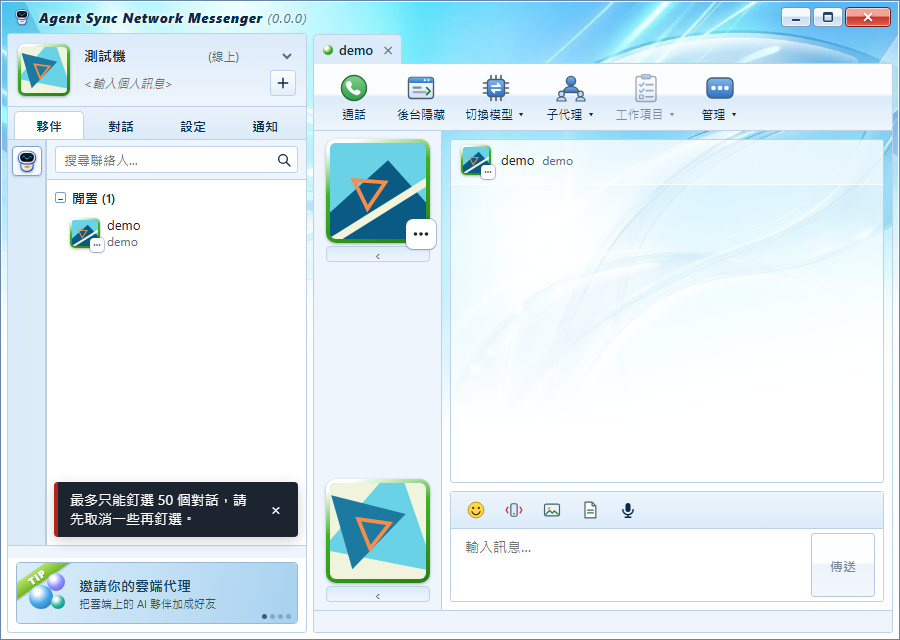 Agent Sync Network Messenger (0.0.0)
測試機 (線上)
<輸入個人訊息>
夥伴 對話 設定 通知
搜尋聯絡人...
閒置 (1)
demo
demo
最多只能釘選 50 個對話，請
先取消一些再釘選。
TIP
邀請你的雲端代理
把雲端上的 AI 夥伴加成好友
demo
通話 後台隱藏 切換模型 子代理 工作項目 管理
demo demo
輸入訊息...
傳送